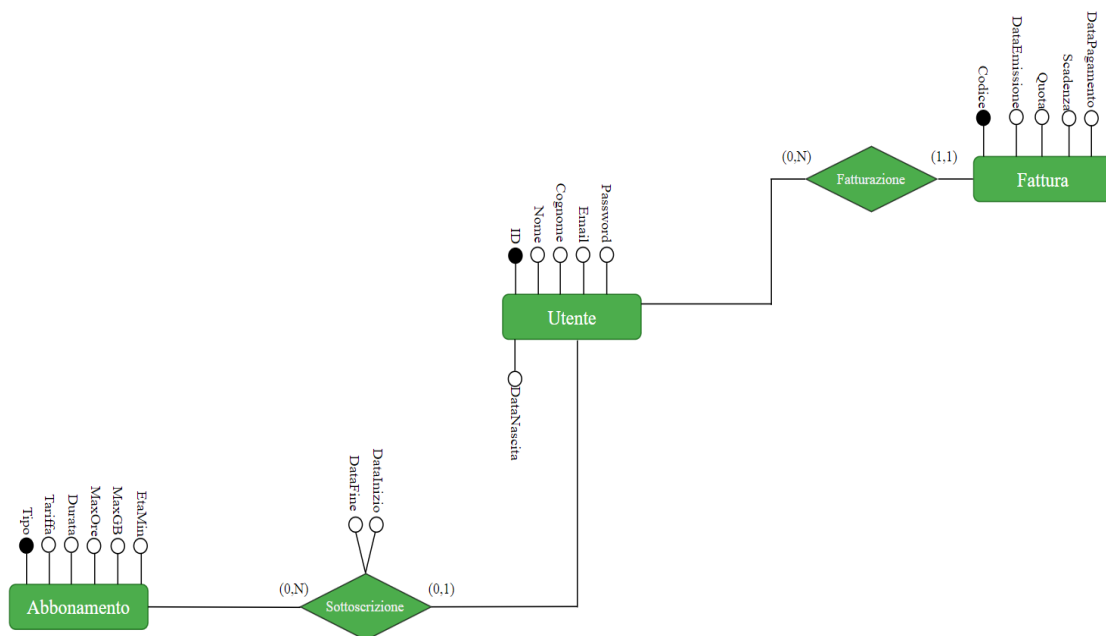 Codice
DataEmissione
Quota
Scadenza
DataPagamento
(0,N)
Fatturazione
(1,1)
Fattura
ID
Nome
Cognome
Email
Password
Utente
DataNascita
DataFine
DataInizio
Tipo
Tariffa
Durata
MaxOre
MaxGB
EtaMin
Abbonamento
(0,N)
Sottoscrizione
(0,1)